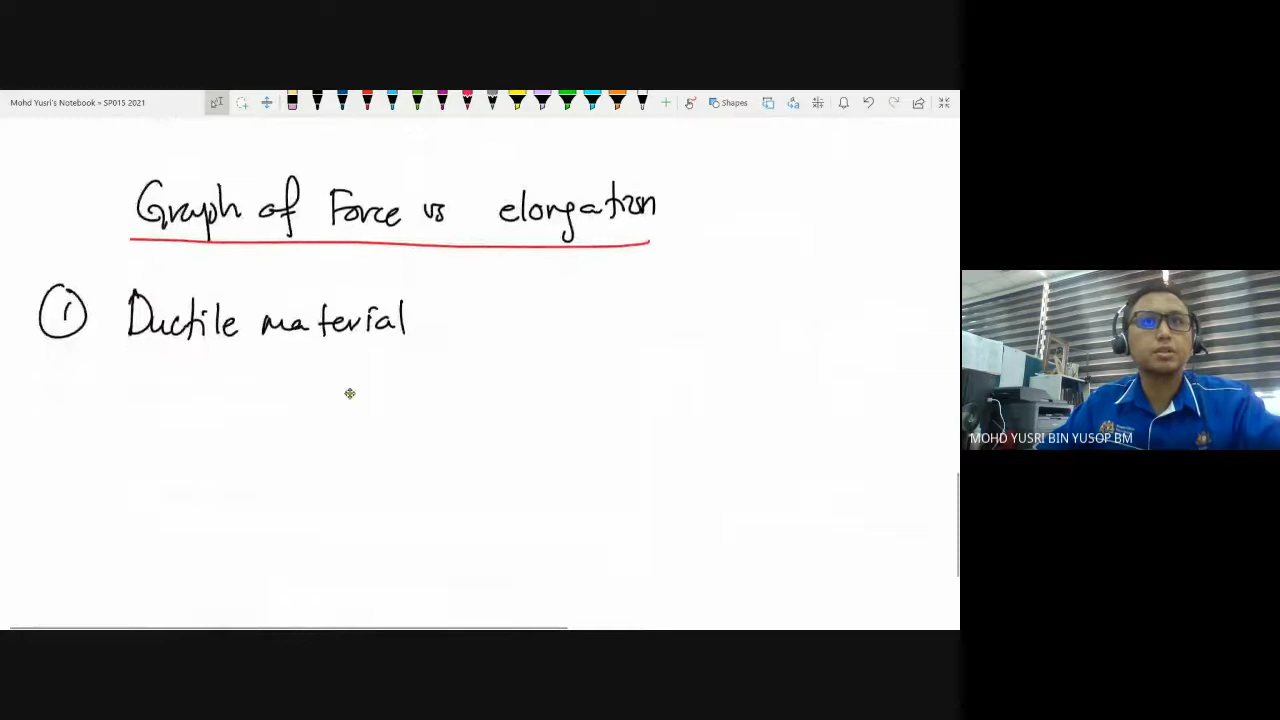 Mohd Yusri's Notebook » SP015 2021
Shapes
Graph of Force vs elongation
1 Ductile material
MOHD YUSRI BIN YUSOP BM